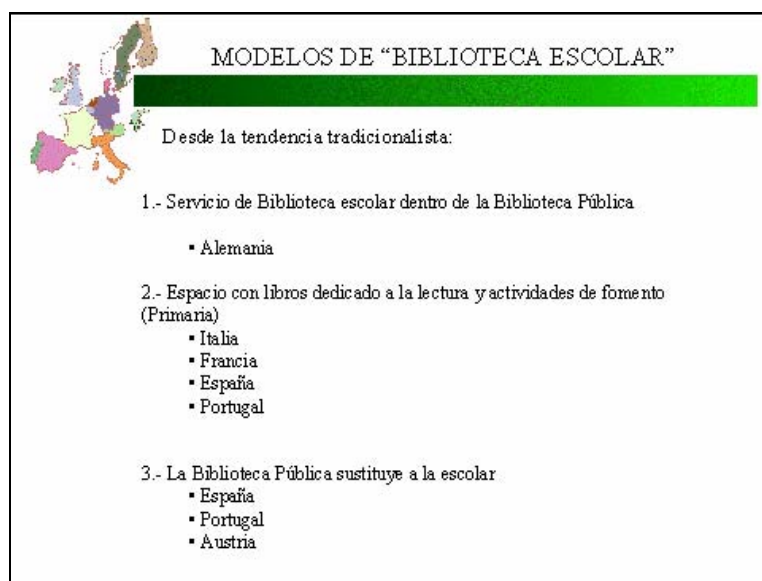 MODELOS DE “BIBLIOTECA ESCOLAR”
Desde la tendencia tradicionalista:
1.- Servicio de Biblioteca escolar dentro de la Biblioteca Pública
▪ Alemania
2.- Espacio con libros dedicado a la lectura y actividades de fomento
(Primaria)
▪ Italia
▪ Francia
▪ España
▪ Portugal
3.- La Biblioteca Pública sustituye a la escolar
▪ España
▪ Portugal
▪ Austria